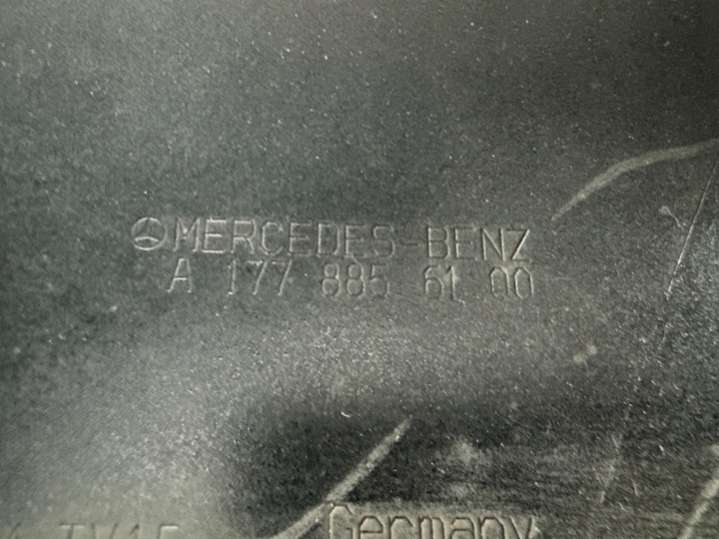 MERCEDES-BENZ
A 177 885 61 00
Germany